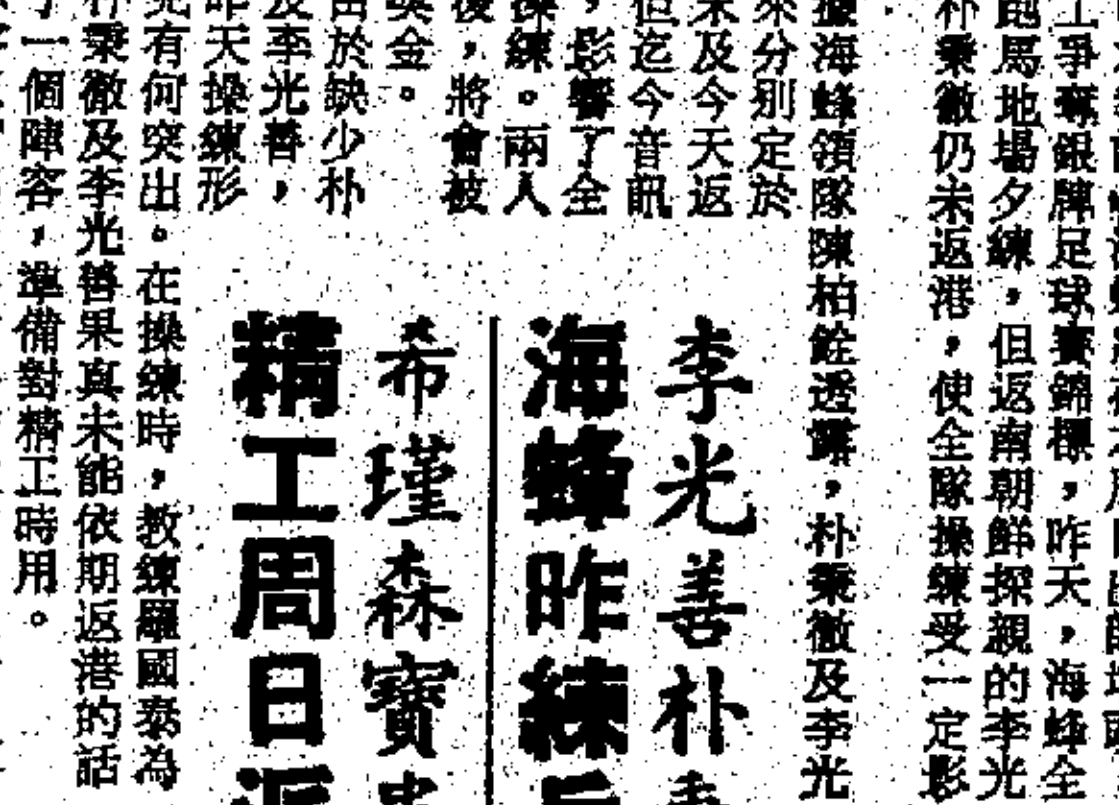 工爭奪銀牌足球賽錦標，昨天，海蜂全
跑馬地場夕練，但返南朝鮮探親的李光
朴秉徹仍未返港，使全隊操練受一定影
據海蜂領隊陳柏銓透露，朴秉徹及李光
來分別定於
未及今天返
但迄今音訊
，影響了全
操練。兩人
後，將會被
金。
由於缺少朴
及李光善，
昨天操練形
李光善朴
海蜂昨練
希瑾森寶
精工周日
有何突出。在操練時，教練羅國泰為
朴秉徹及李光善果真未能依期返港的話
一個陣容，準備對精工時用。